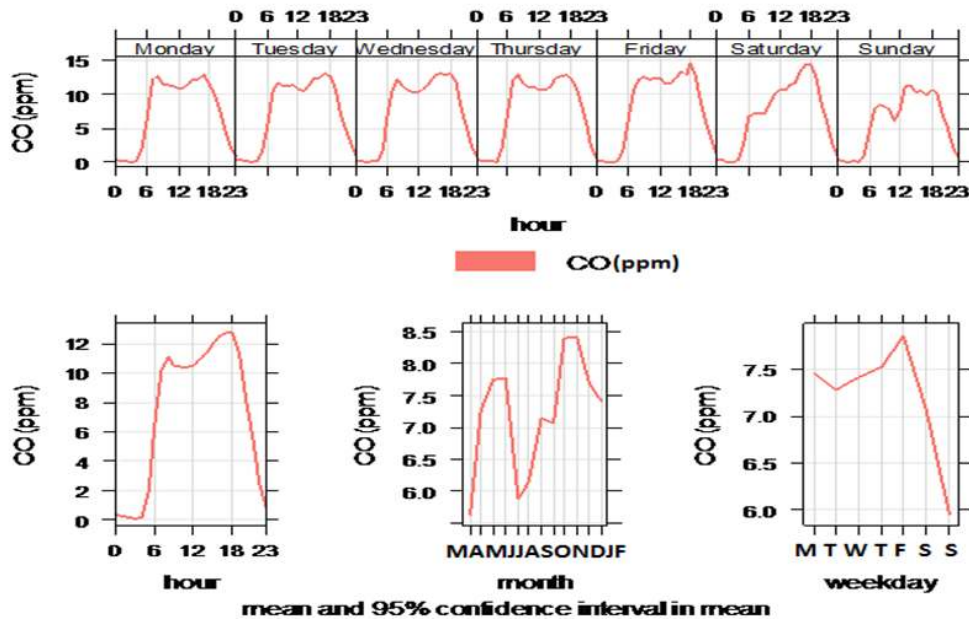 0 6 12 1823 0 6 12 1823 0 6 12 1823
Monday Tuesday Wednesday Thursday Friday Saturday Sunday
CO (ppm)
15
10
5
0
0 6 12 1823 0 6 12 1823 0 6 12 1823 0 6 12 1823
hour
CO(ppm)
CO (ppm)
12
10
8
6
4
2
0
0 6 12 18 23
hour
CO (ppm)
8.5
8.0
7.5
7.0
6.5
6.0
MAMJJASONDJF
month
CO (ppm)
7.5
7.0
6.5
6.0
M T W T F S S
weekday
mean and 95% confidence interval in mean